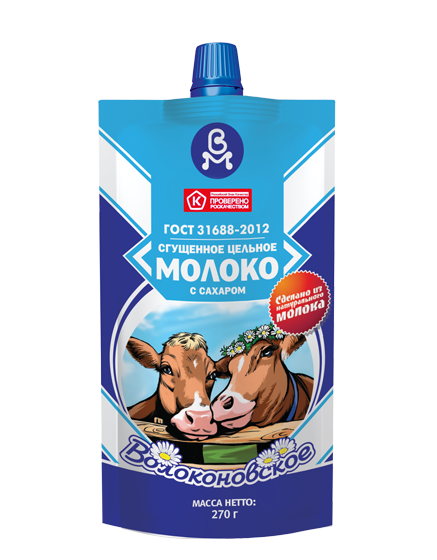 ВМ
ПРОВЕРЕНО
РОСКАЧЕСТВОМ
ГОСТ 31688-2012
СГУЩЕННОЕ ЦЕЛЬНОЕ
МОЛОКО
С САХАРОМ
Сделано из
натурального
молока
Волоконовское
МАССА НЕТТО:
270 г